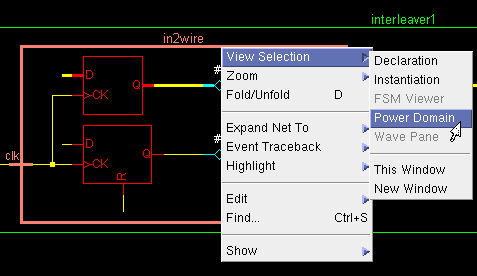 interleaver1
in2wire
D
Q
#
CK
D
Q
#
clk
CK
R
View Selection
Zoom
Fold/Unfold D
Expand Net To
Event Traceback
Highlight
Edit
Find... Ctrl+S
Show
Declaration
Instantiation
FSM Viewer
Power Domain
Wave Pane
This Window
New Window